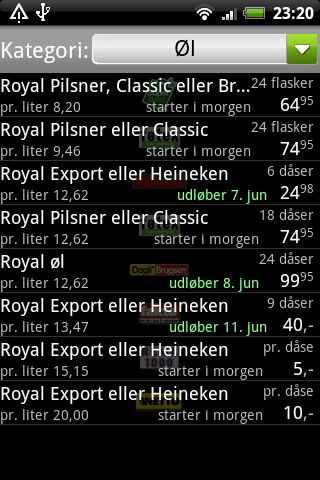 23:20
Kategori: Øl
Royal Pilsner, Classic eller Br... 24 flasker
pr. liter 8,20 starter i morgen 64⁹⁵
Royal Pilsner eller Classic 24 flasker
pr. liter 9,46 starter i morgen 74⁹⁵
Royal Export eller Heineken 6 dåser
pr. liter 12,62 udløber 7. jun 24⁹⁸
Royal Pilsner eller Classic 18 dåser
pr. liter 12,62 starter i morgen 74⁹⁵
Royal øl 24 dåser
Dagli'Brugsen
pr. liter 12,62 udløber 8. jun 99⁹⁵
Royal Export eller Heineken 9 dåser
pr. liter 13,47 udløber 11. jun 40,-
Royal Export eller Heineken pr. dåse
pr. liter 15,15 starter i morgen 5,-
Royal Export eller Heineken pr. dåse
pr. liter 20,00 starter i morgen 10,-